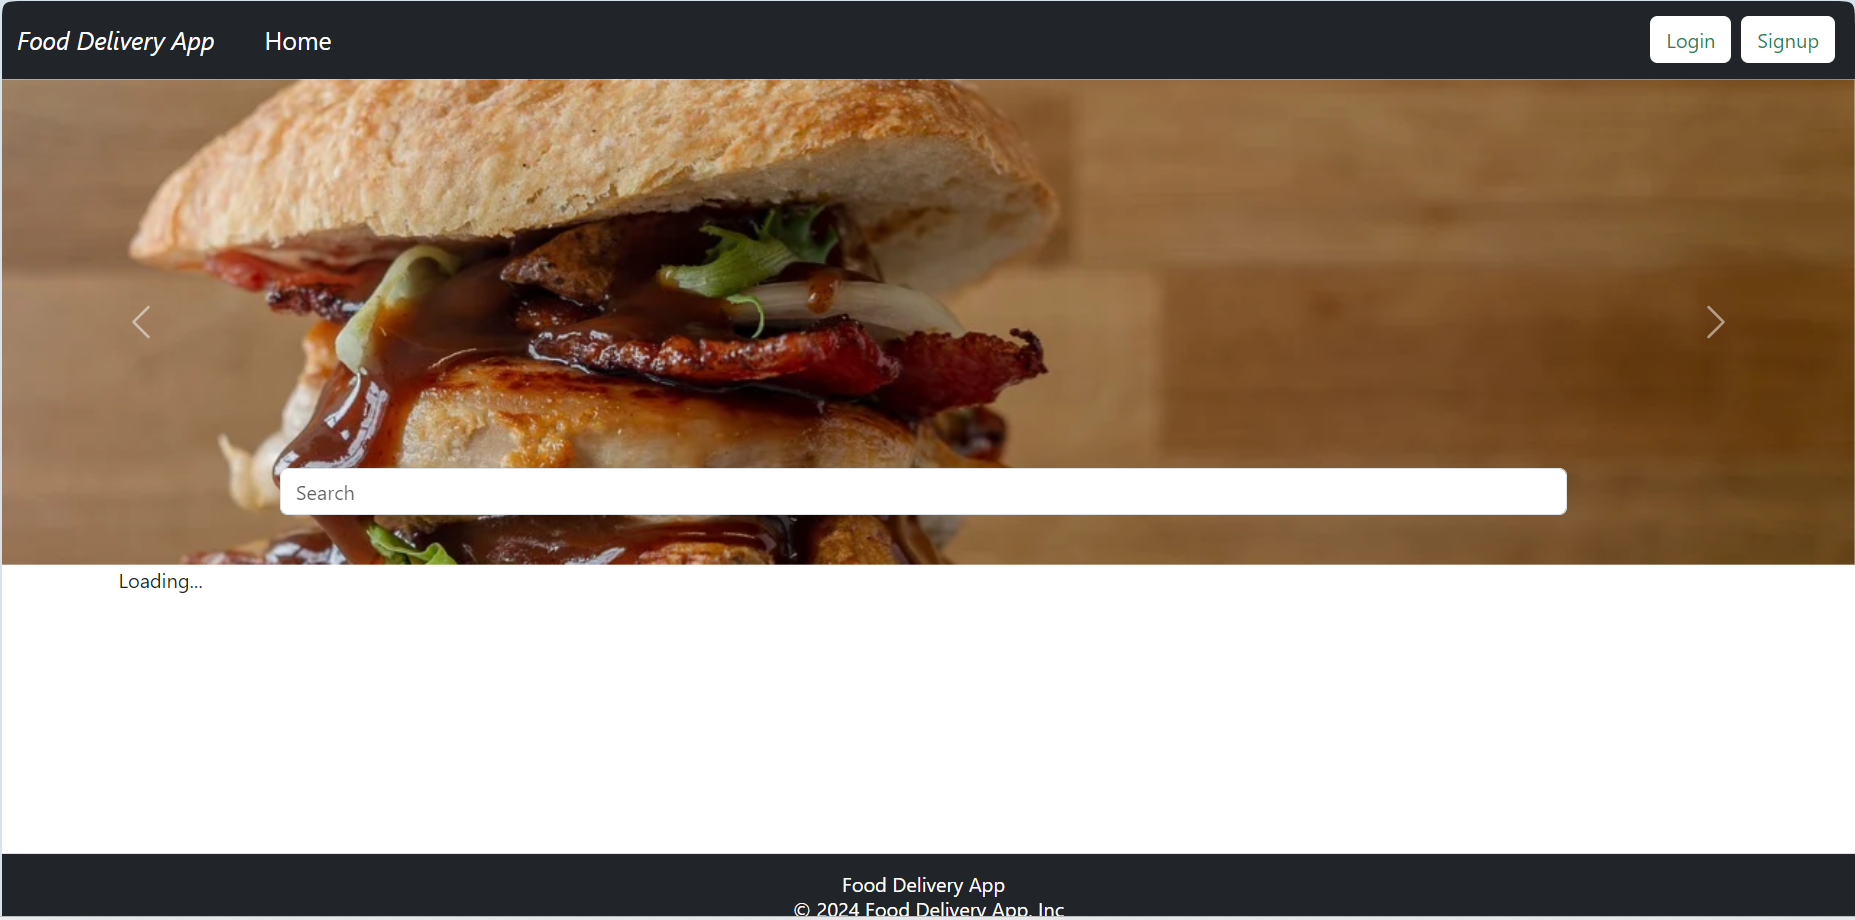 Food Delivery App
Home
Login
Signup
Search
Loading...
Food Delivery App
© 2024 Food Delivery App, Inc